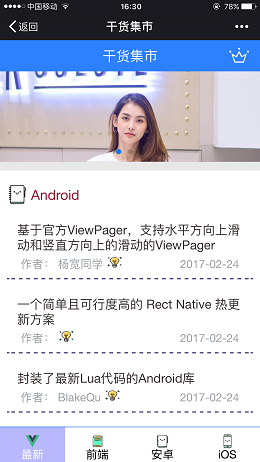 中国移动 16:30 78%
返回 干货集市
干货集市
Android
基于官方ViewPager，支持水平方向上滑
动和竖直方向上的滑动的ViewPager
作者： 杨宽同学 2017-02-24
一个简单且可行度高的 Rect Native 热更
新方案
作者： 2017-02-24
封装了最新Lua代码的Android库
作者： BlakeQu 2017-02-24
最新 前端 安卓 iOS